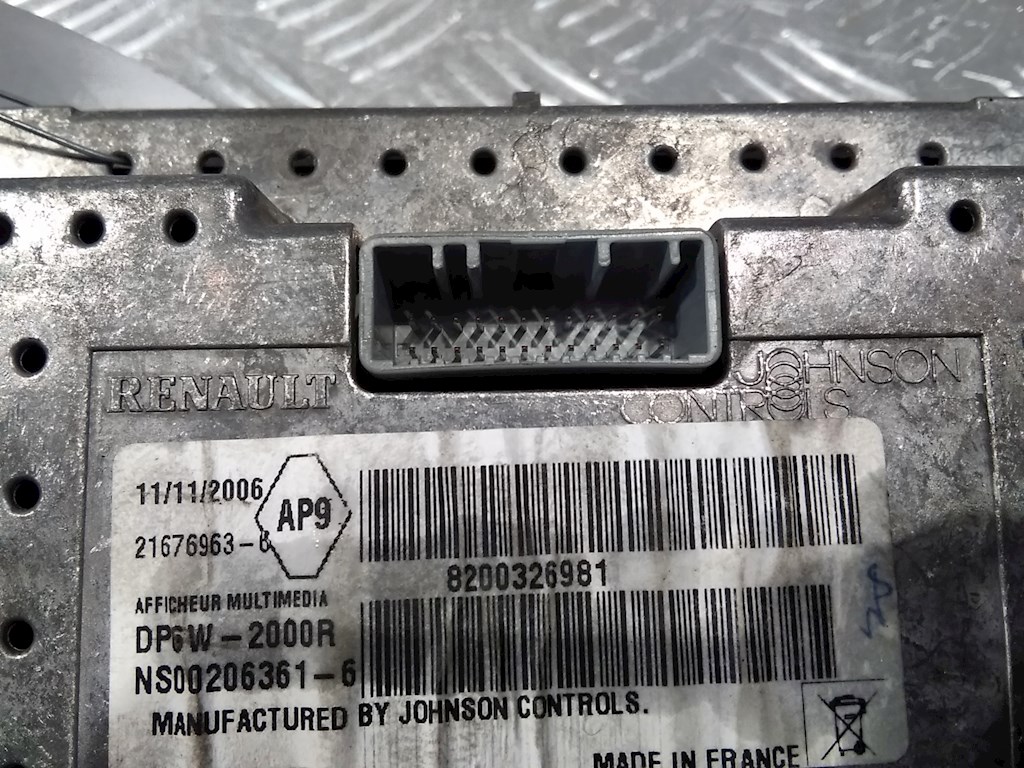 RENAULT
JOHNSON
CONTROLS
11/11/2006
AP9
21676963-6
8200326981
AFFICHEUR MULTIMEDIA
DP6W-2000R
NS00206361-6
MANUFACTURED BY JOHNSON CONTROLS.
MADE IN FRANCE